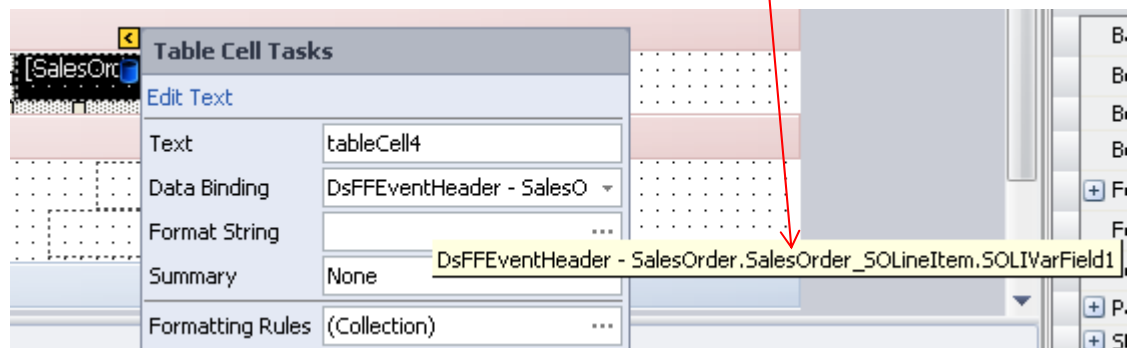 Table Cell Tasks
[SalesOrd
Edit Text
Text tableCell4
Data Binding DsFFEventHeader - SalesO
Format String ...
DsFFEventHeader - SalesOrder.SalesOrder_SOLineItem.SOLIVarField1
Summary None
Formatting Rules (Collection) ...